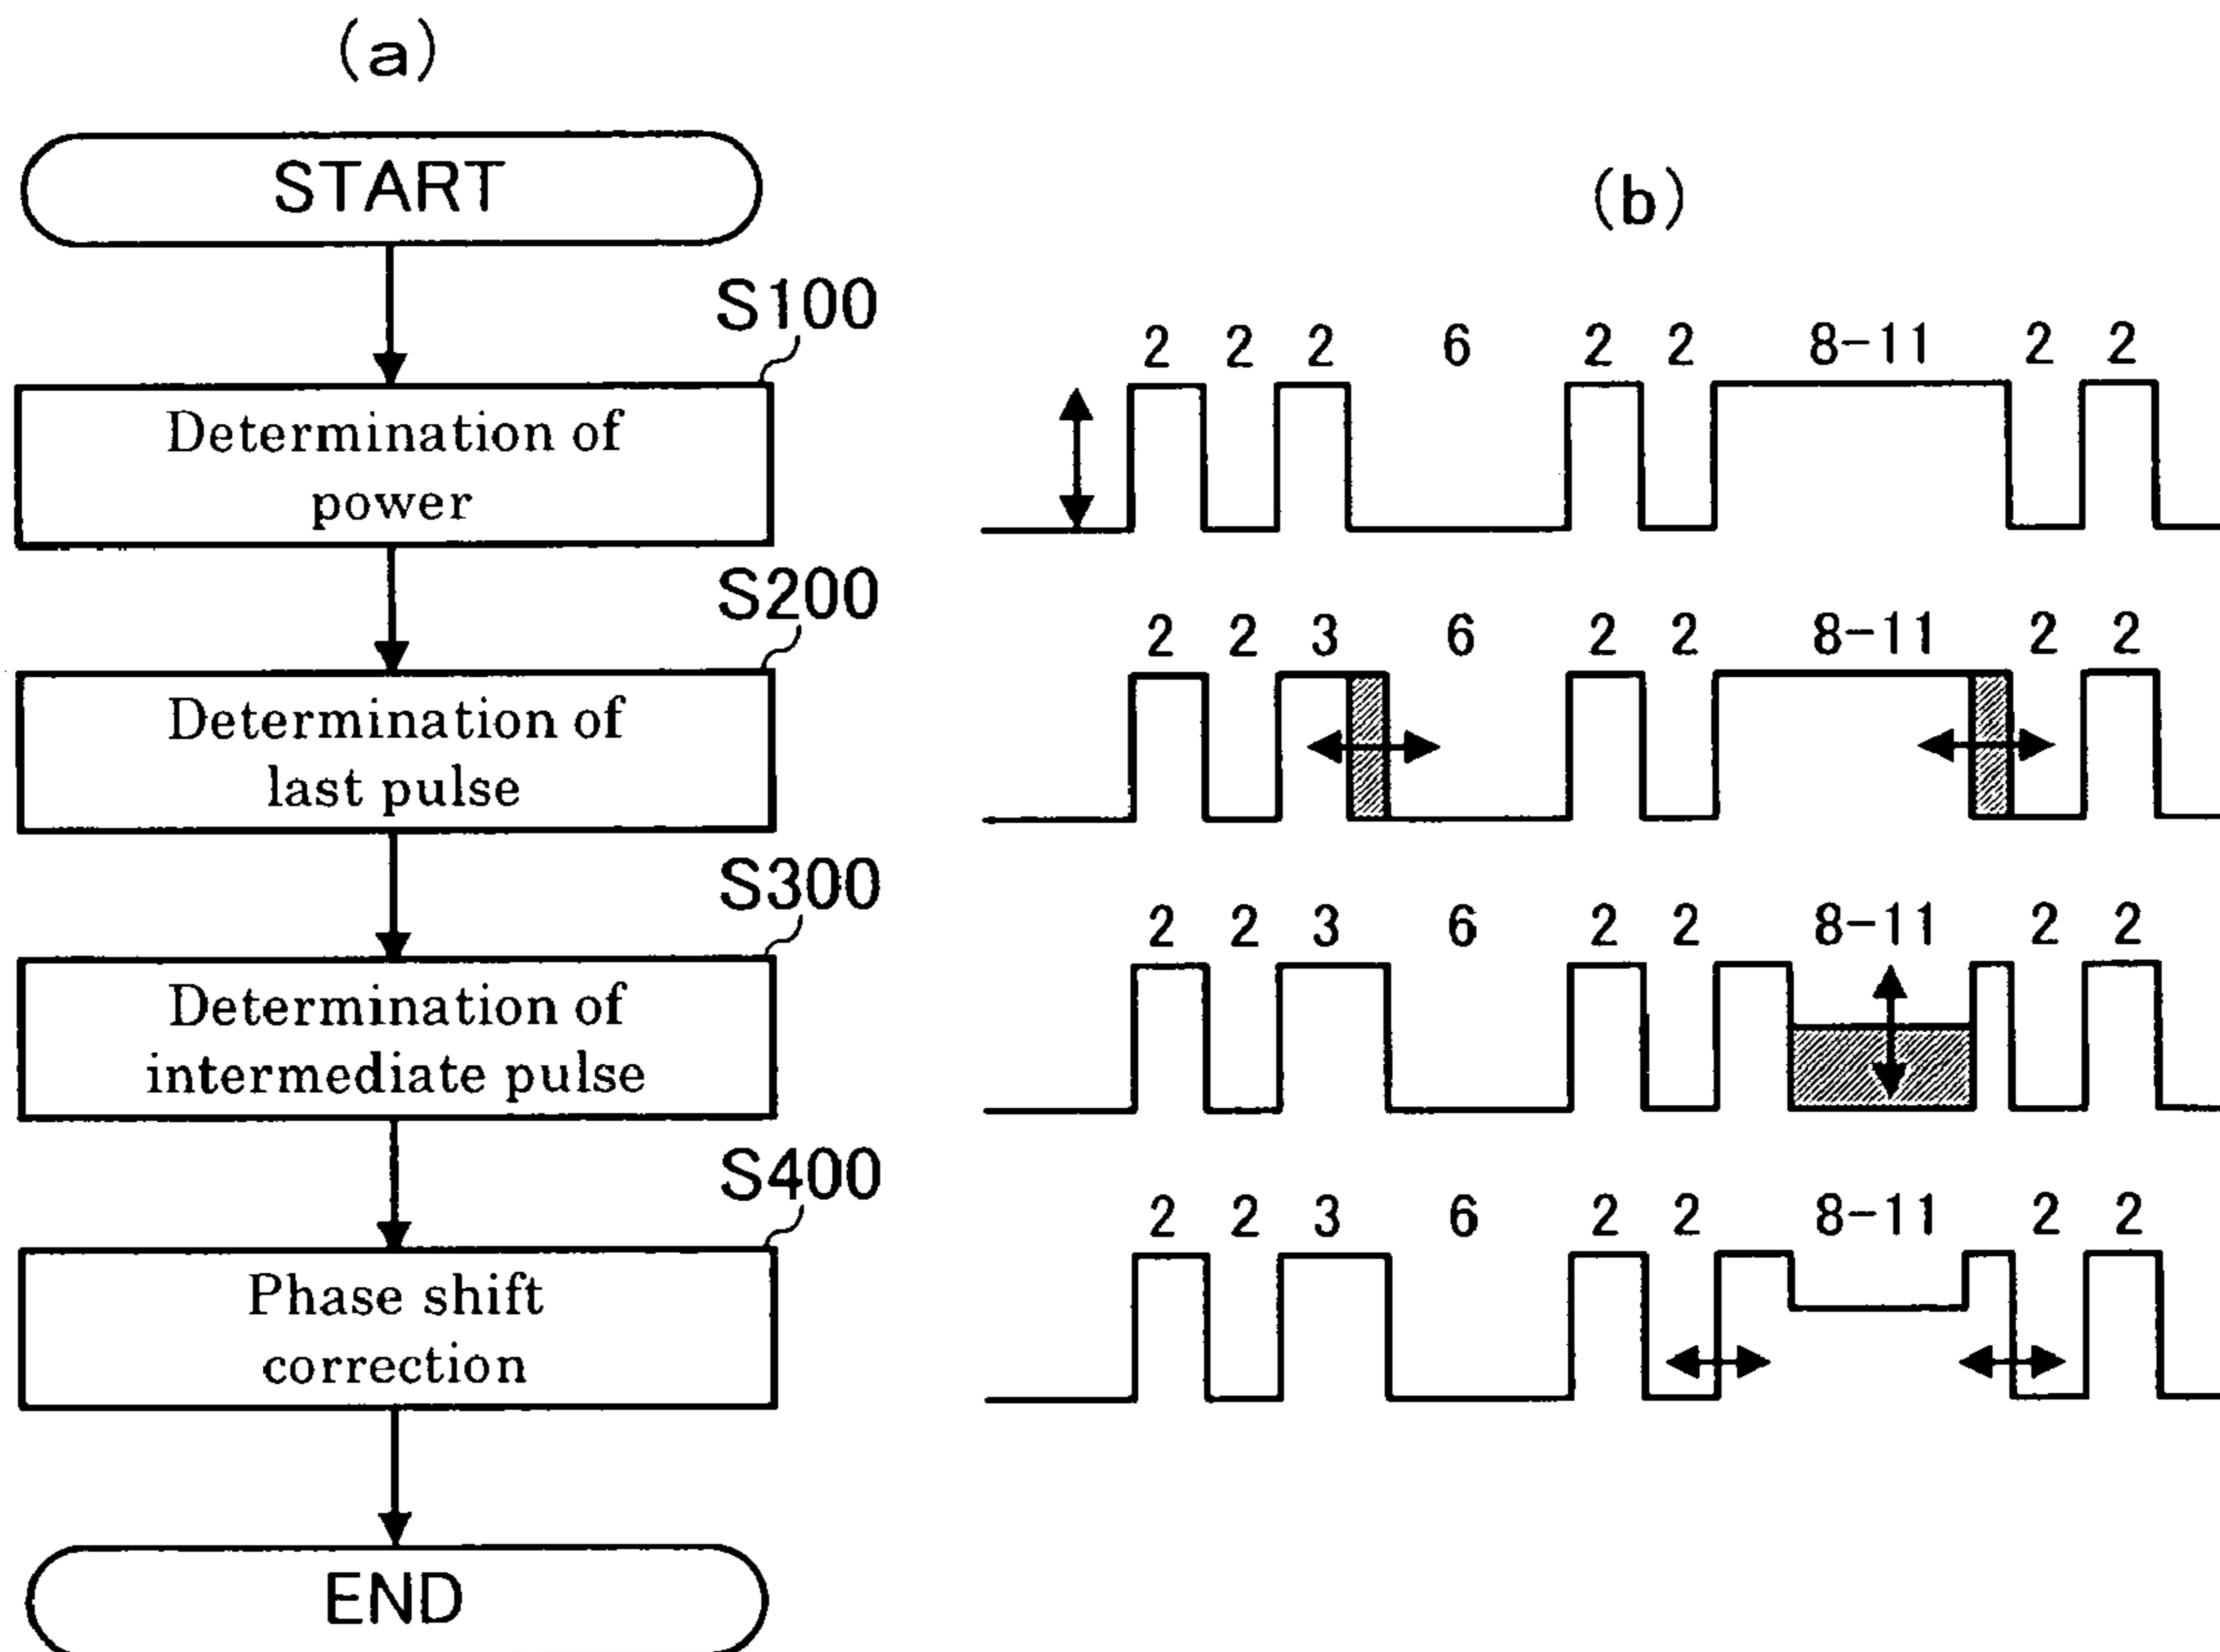 (a)
START
S100
Determination of
power
S200
Determination of
last pulse
S300
Determination of
intermediate pulse
S400
Phase shift
correction
END
(b)
2 2 2 6 2 2 8-11 2 2
2 2 3 6 2 2 8-11 2 2
2 2 3 6 2 2 8-11 2 2
2 2 3 6 2 2 8-11 2 2